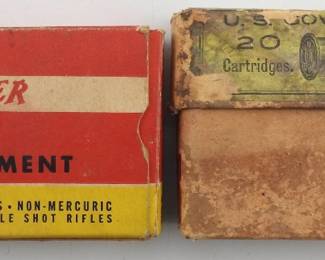 ER
MENT
S • NON-MERCURIC
LE SHOT RIFLES
U.S. GOV
20
Cartridges.